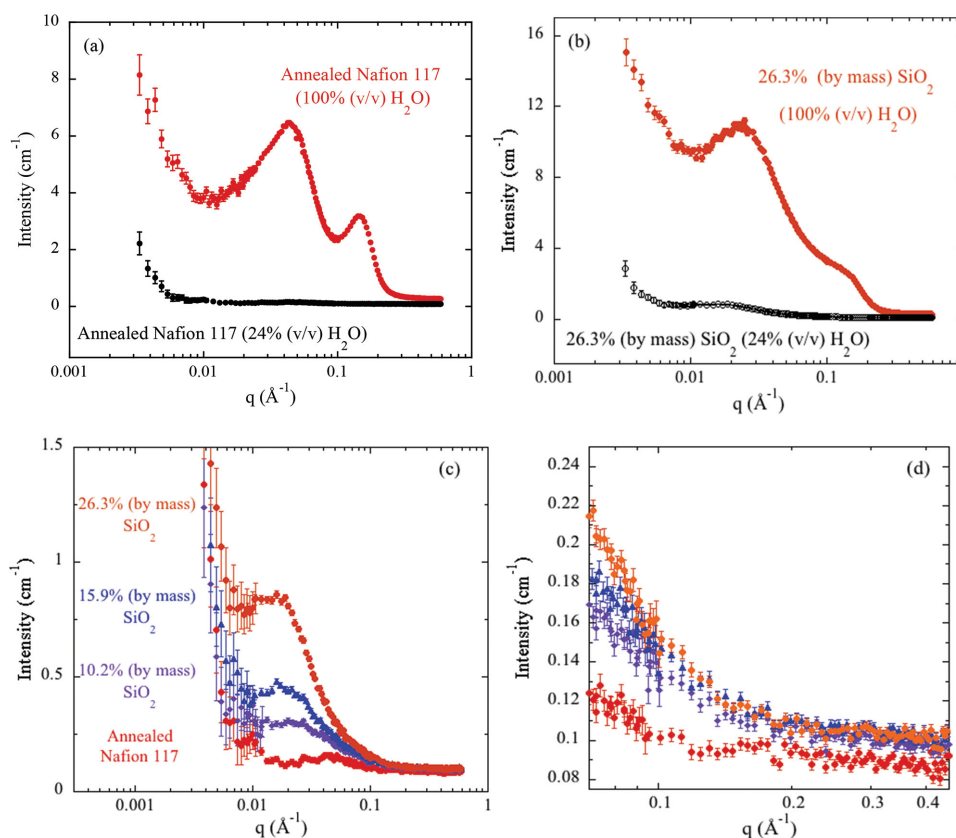 (a)
Annealed Nafion 117
(100% (v/v) H2O)
Annealed Nafion 117 (24% (v/v) H2O)
Intensity (cm-1)
10
8
6
4
2
0
0.001
0.01
0.1
1
q (Å-1)
(b)
26.3% (by mass) SiO2
(100% (v/v) H2O)
26.3% (by mass) SiO2 (24% (v/v) H2O)
Intensity (cm-1)
16
12
8
4
0
0.001
0.01
0.1
q (Å-1)
(c)
26.3% (by mass)
SiO2
15.9% (by mass)
SiO2
10.2% (by mass)
SiO2
Annealed
Nafion 117
Intensity (cm-1)
1.5
1
0.5
0
0.001
0.01
0.1
1
q (Å-1)
(d)
Intensity (cm-1)
0.24
0.22
0.2
0.18
0.16
0.14
0.12
0.1
0.08
0.1
0.2
0.3
0.4
q (Å-1)